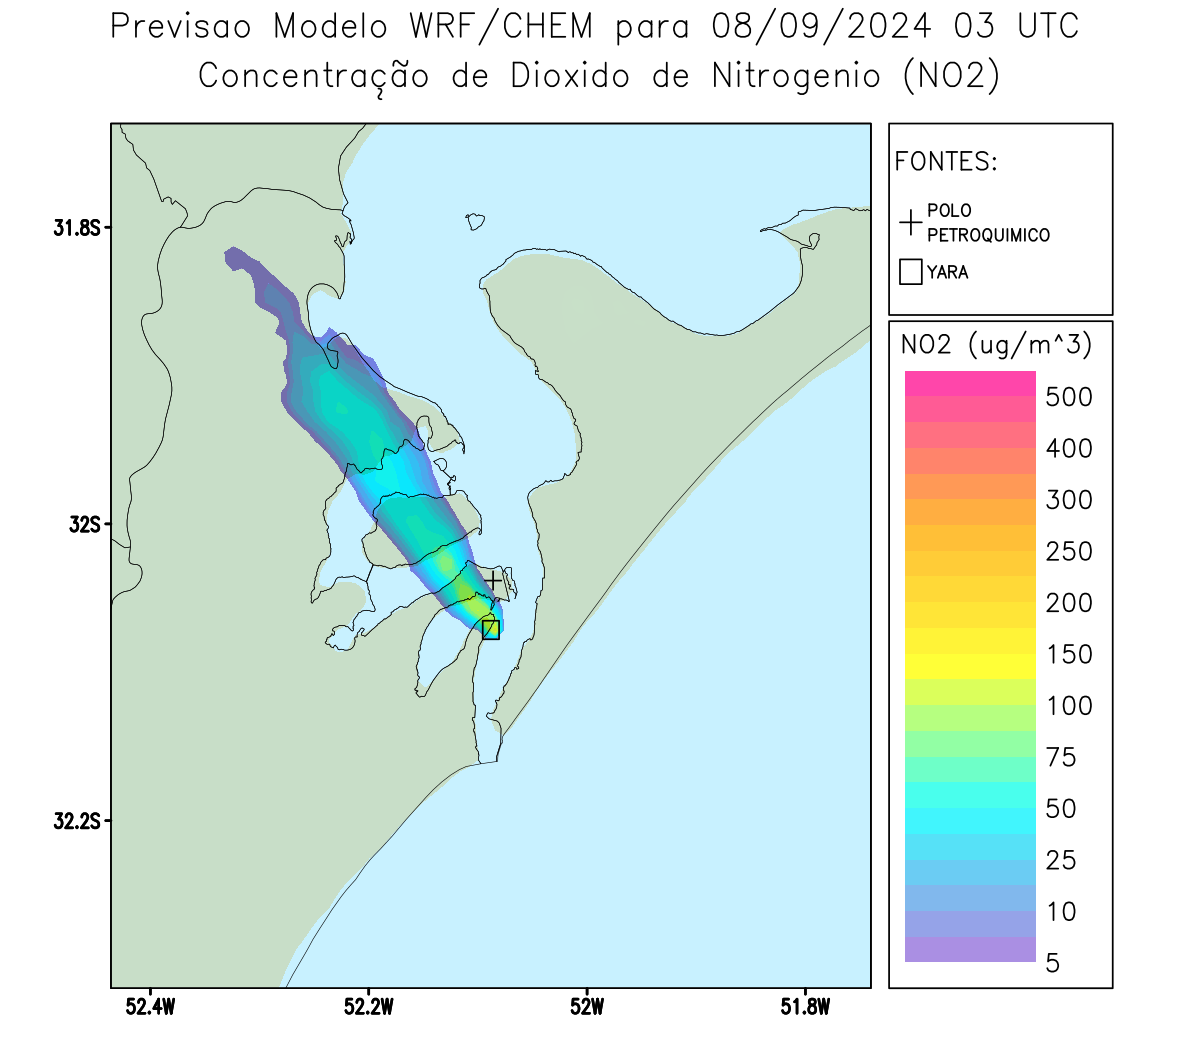 Previsao Modelo WRF/CHEM para 08/09/2024 03 UTC
Concentração de Dioxido de Nitrogenio (NO2)
FONTES:
POLO
PETROQUIMICO
YARA
NO2 (ug/m^3)
500
400
300
250
200
150
100
75
50
25
10
5
31.8S
32S
32.2S
52.4W
52.2W
52W
51.8W